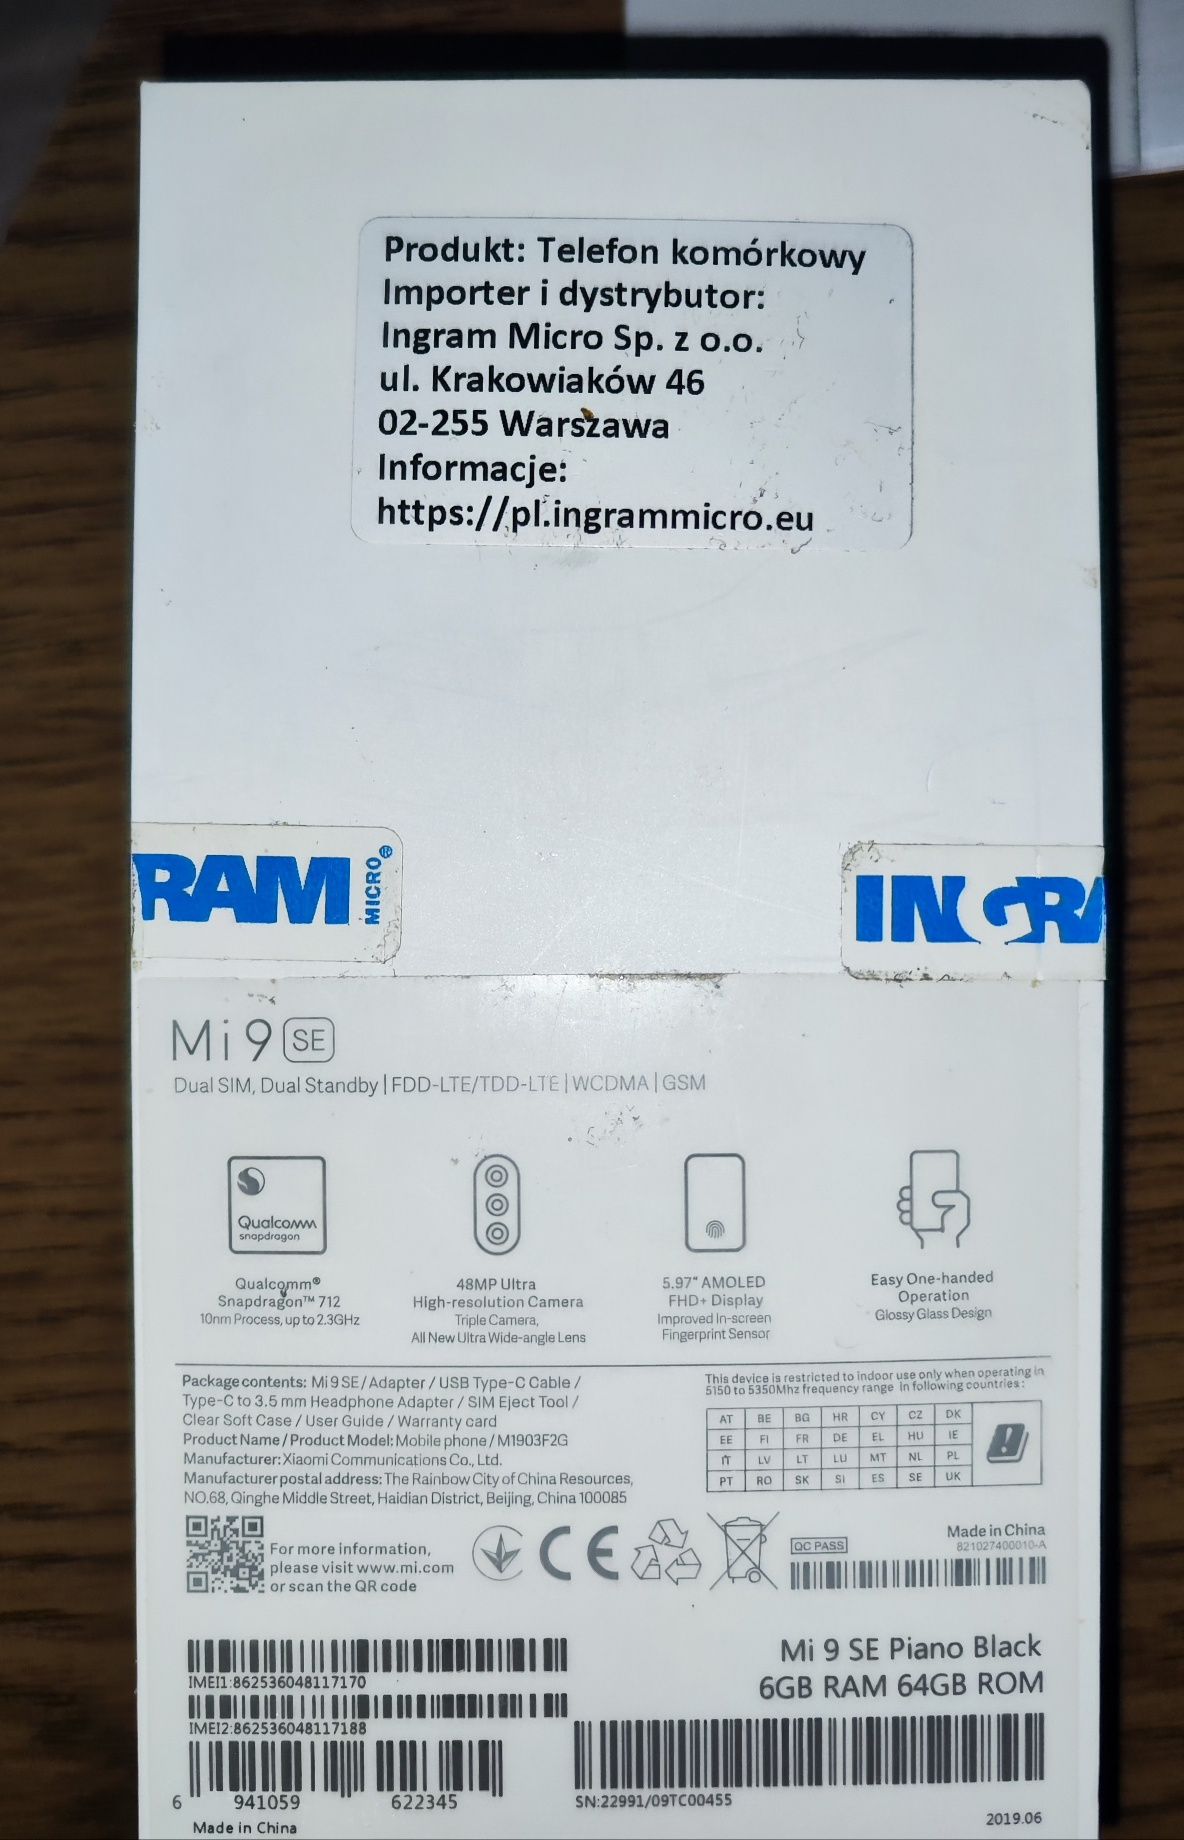 Produkt: Telefon komórkowy
Importer i dystrybutor:
Ingram Micro Sp. z o.o.
ul. Krakowiaków 46
02-255 Warszawa
Informacje:
https://pl.ingrammicro.eu
RAM MICRO®
INGRA
Mi 9 SE
Dual SIM, Dual Standby | FDD-LTE/TDD-LTE | WCDMA | GSM
Qualcomm
snapdragon
Qualcomm®
Snapdragon™ 712
10nm Process, up to 2.3GHz
48MP Ultra
High-resolution Camera
Triple Camera,
All New Ultra Wide-angle Lens
5.97" AMOLED
FHD+ Display
Improved In-screen
Fingerprint Sensor
Easy One-handed
Operation
Glossy Glass Design
Package contents: Mi 9 SE / Adapter / USB Type-C Cable /
Type-C to 3.5 mm Headphone Adapter / SIM Eject Tool /
Clear Soft Case / User Guide / Warranty card
Product Name / Product Model: Mobile phone / M1903F2G
Manufacturer: Xiaomi Communications Co., Ltd.
Manufacturer postal address: The Rainbow City of China Resources,
NO.68, Qinghe Middle Street, Haidian District, Beijing, China 100085
This device is restricted to indoor use only when operating in
5150 to 5350Mhz frequency range in following countries:
AT BE BG HR CY CZ DK
EE FI FR DE EL HU IE
IT LV LT LU MT NL PL
PT RO SK SI ES SE UK
For more information,
please visit www.mi.com
or scan the QR code
CE
QC PASS
Made in China
821027400010-A
Mi 9 SE Piano Black
6GB RAM 64GB ROM
IMEI1:862536048117170
IMEI2:862536048117188
6 941059 622345
Made in China
SN:22991/09TC00455
2019.06